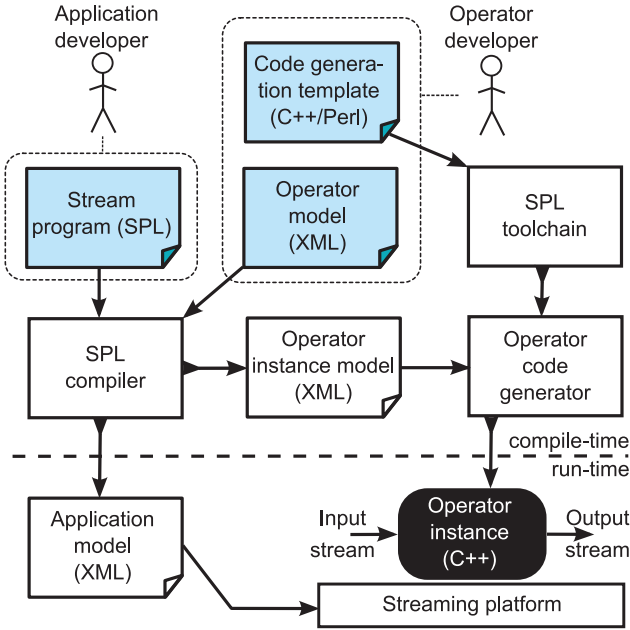 Application
developer
Operator
developer
Code genera-
tion template
(C++/Perl)
Stream
program (SPL)
Operator
model
(XML)
SPL
toolchain
SPL
compiler
Operator
instance model
(XML)
Operator
code
generator
compile-time
run-time
Application
model
(XML)
Input
stream
Operator
instance
(C++)
Output
stream
Streaming platform